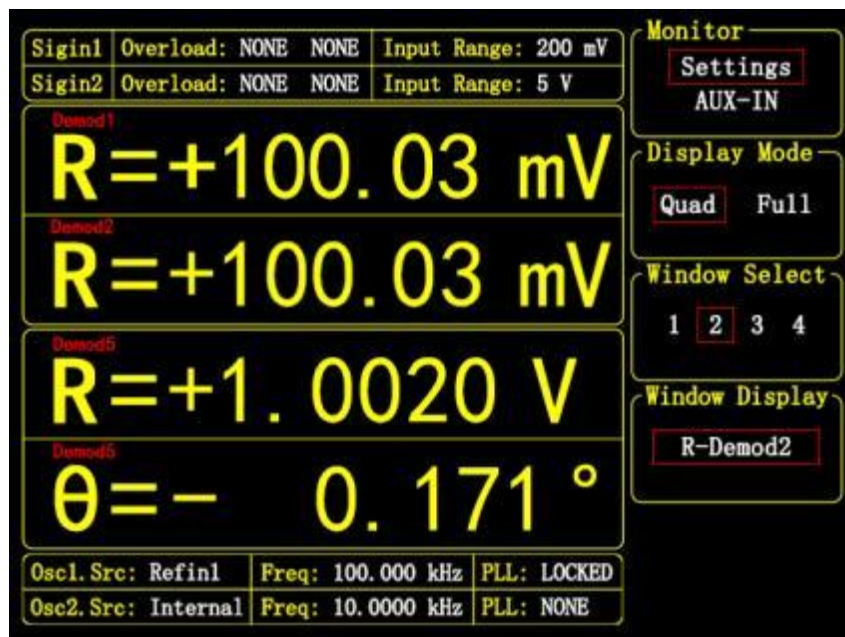 Sigin1 Overload: NONE NONE Input Range: 200 mV
Sigin2 Overload: NONE NONE Input Range: 5 V
Demod1
R=+100.03 mV
Demod2
R=+100.03 mV
Demod5
R=+1.0020 V
Demod5
θ=- 0.171 °
Osc1.Src: Refin1 Freq: 100.000 kHz PLL: LOCKED
Osc2.Src: Internal Freq: 10.0000 kHz PLL: NONE
Monitor
Settings
AUX-IN
Display Mode
Quad Full
Window Select
1 2 3 4
Window Display
R-Demod2